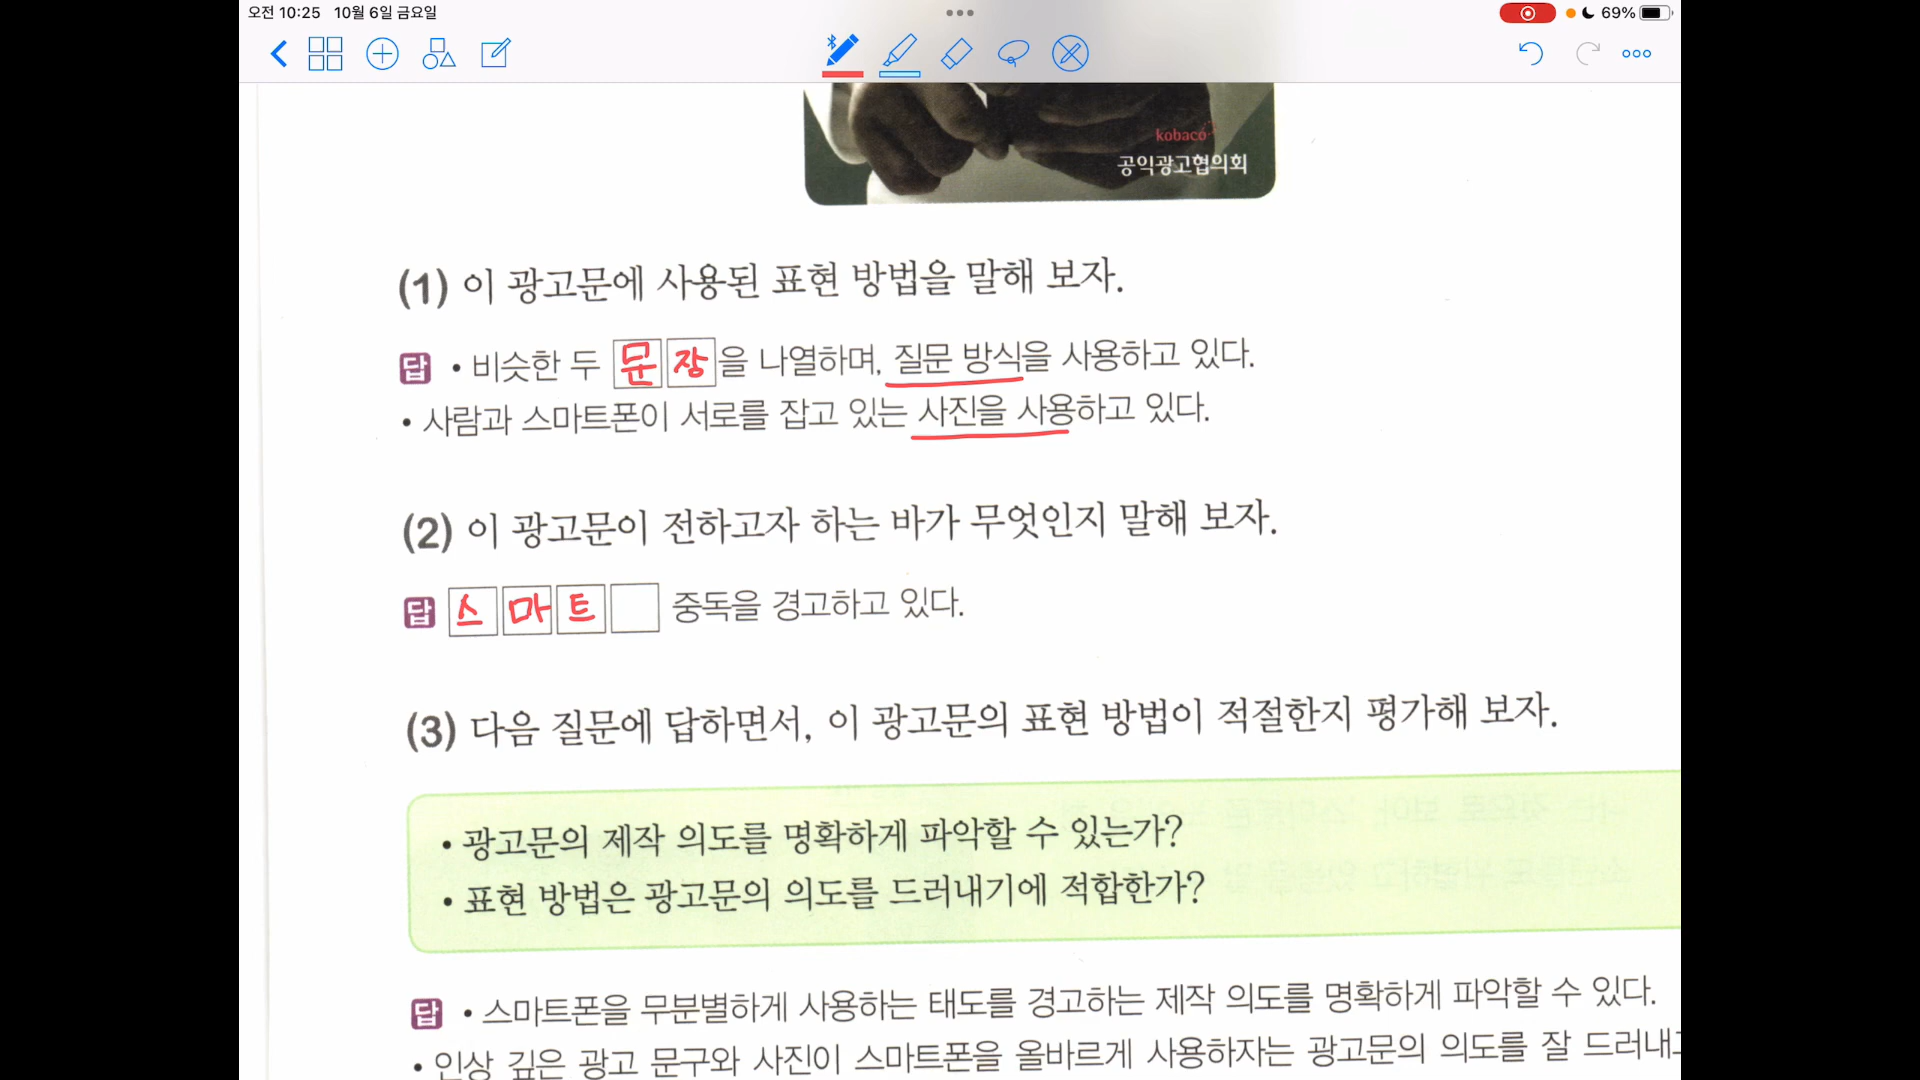 오전 10:25 10월 6일 금요일
69%
kobaco
공익광고협의회
(1) 이 광고문에 사용된 표현 방법을 말해 보자.
답 • 비슷한 두 문장을 나열하며, 질문 방식을 사용하고 있다.
• 사람과 스마트폰이 서로를 잡고 있는 사진을 사용하고 있다.
(2) 이 광고문이 전하고자 하는 바가 무엇인지 말해 보자.
답 스마트 중독을 경고하고 있다.
(3) 다음 질문에 답하면서, 이 광고문의 표현 방법이 적절한지 평가해 보자.
• 광고문의 제작 의도를 명확하게 파악할 수 있는가?
• 표현 방법은 광고문의 의도를 드러내기에 적합한가?
답 • 스마트폰을 무분별하게 사용하는 태도를 경고하는 제작 의도를 명확하게 파악할 수 있다.
• 인상 깊은 광고 문구와 사진이 스마트폰을 올바르게 사용하자는 광고문의 의도를 잘